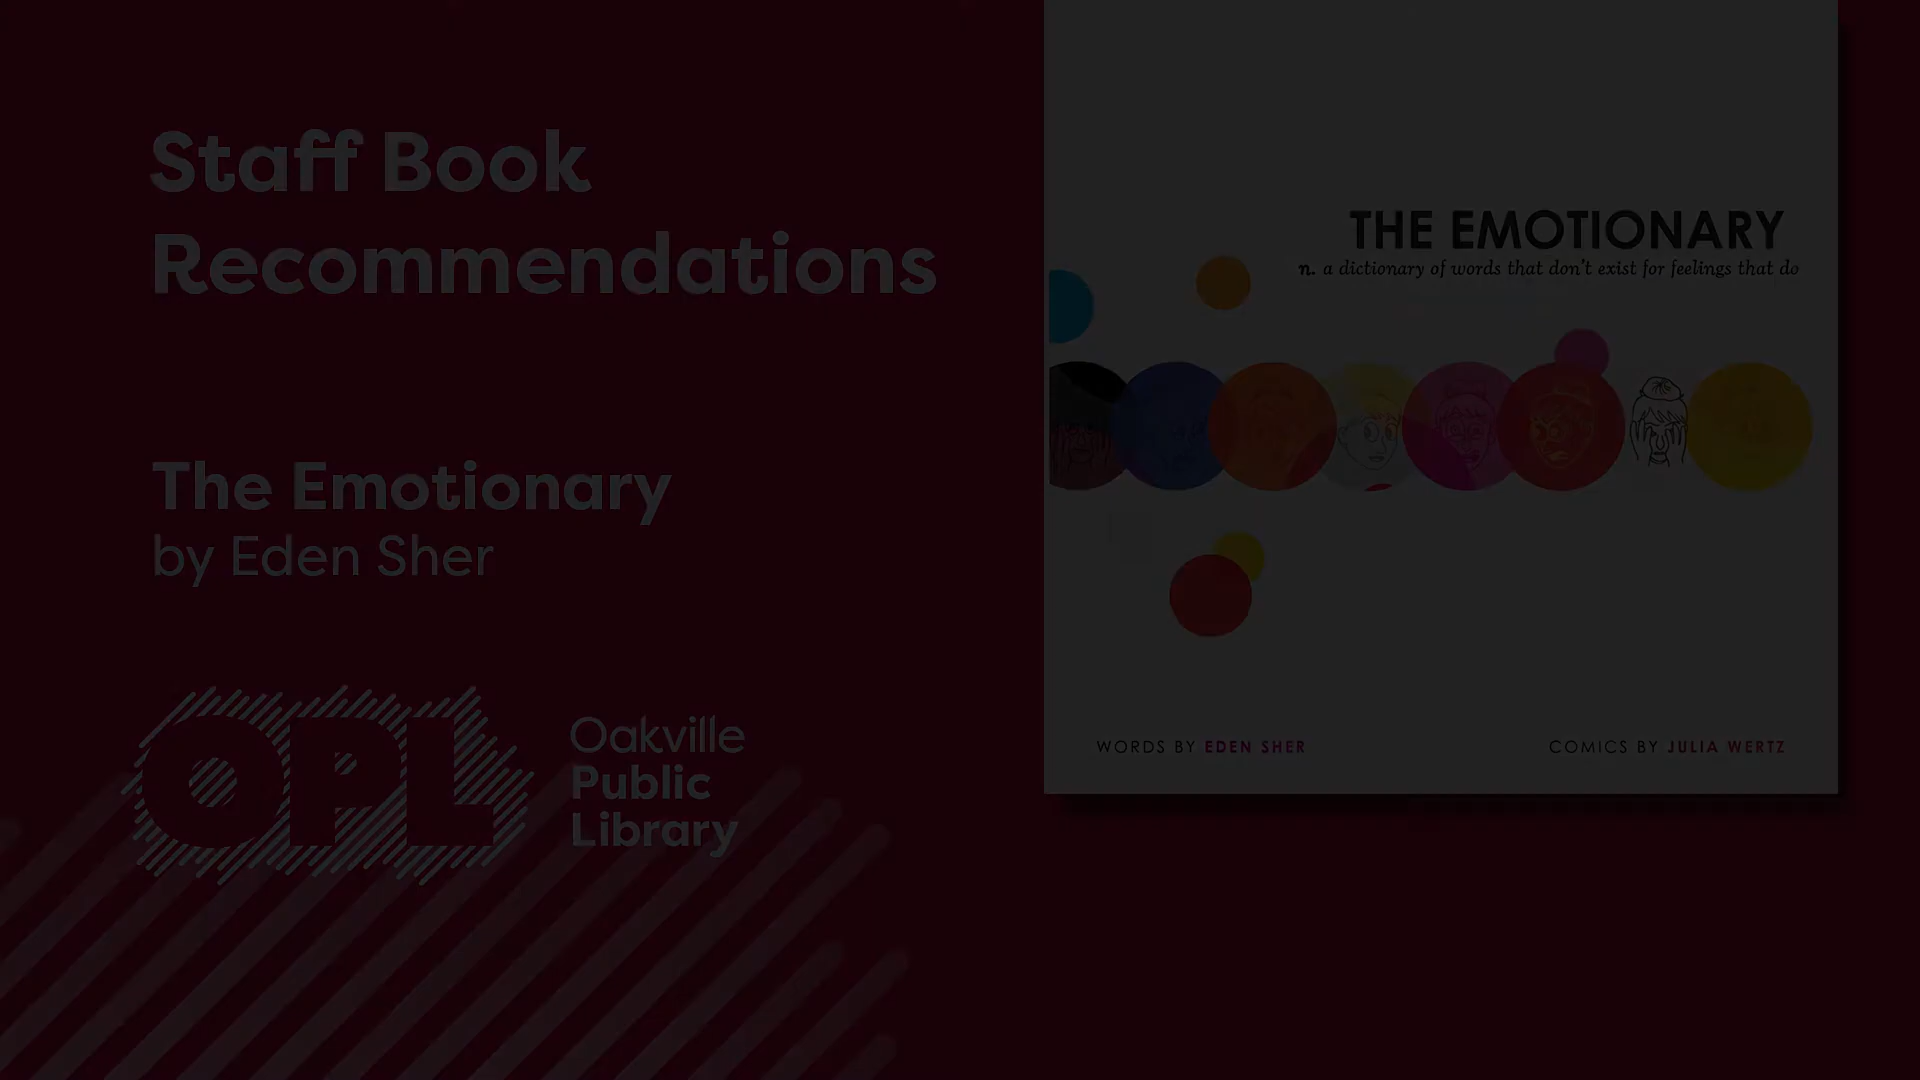 Staff Book
Recommendations
The Emotionary
by Eden Sher
OPL
Oakville
Public
Library
THE EMOTIONARY
n. a dictionary of words that don't exist for feelings that do
WORDS BY EDEN SHER
COMICS BY JULIA WERTZ